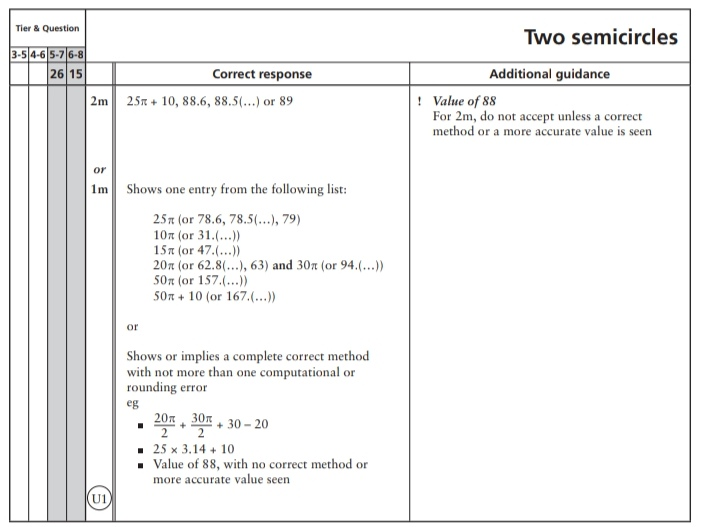 Tier & Question
Two semicircles
3-5 4-6 5-7 6-8
26 15
Correct response
Additional guidance
2m
25π + 10, 88.6, 88.5(...) or 89
! Value of 88
For 2m, do not accept unless a correct
method or a more accurate value is seen
or
1m
Shows one entry from the following list:
25π (or 78.6, 78.5(...), 79)
10π (or 31.(...))
15π (or 47.(...))
20π (or 62.8(...), 63) and 30π (or 94.(...))
50π (or 157.(...))
50π + 10 (or 167.(...))
or
Shows or implies a complete correct method
with not more than one computational or
rounding error
eg
■ 20π/2 + 30π/2 + 30 – 20
■ 25 × 3.14 + 10
■ Value of 88, with no correct method or
more accurate value seen
U1